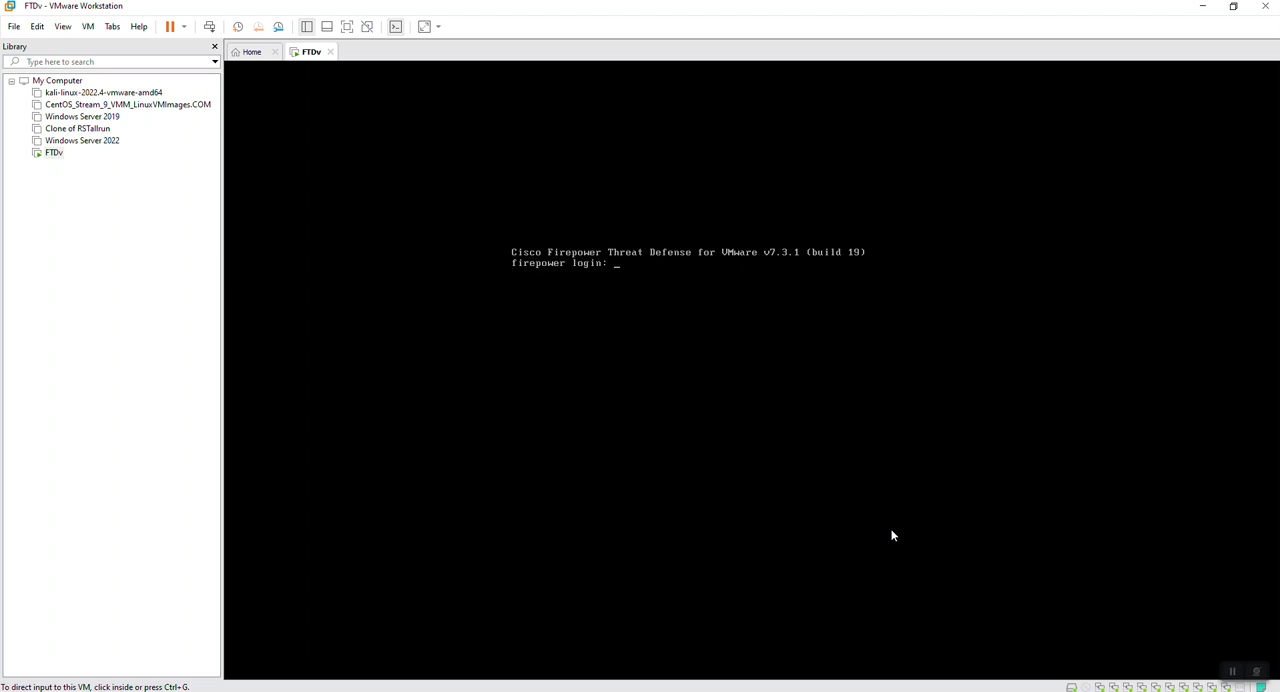 FTDv - VMware Workstation
File Edit View VM Tabs Help
Library
Type here to search
My Computer
kali-linux-2022.4-vmware-amd64
CentOS_Stream_9_VMM_LinuxVMImages.COM
Windows Server 2019
Clone of RSTallrun
Windows Server 2022
FTDv
Home FTDv
Cisco Firepower Threat Defense for VMware v7.3.1 (build 19)
firepower login: _
To direct input to this VM, click inside or press Ctrl+G.